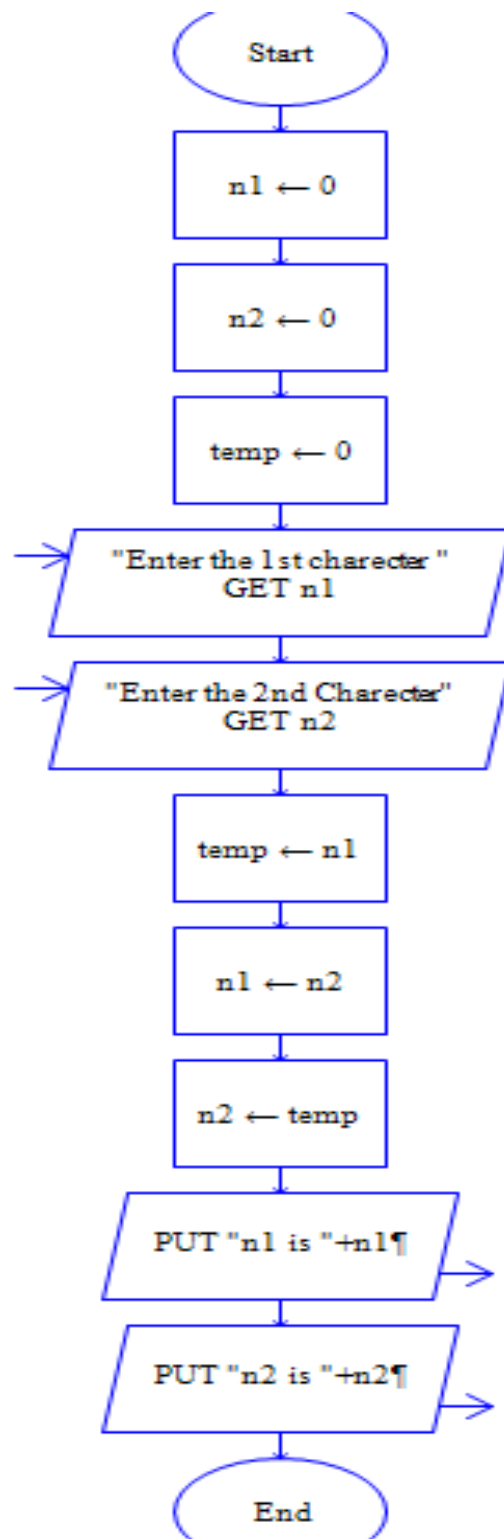 Start
n1 ← 0
n2 ← 0
temp ← 0
"Enter the 1st charecter "
GET n1
"Enter the 2nd Charecter"
GET n2
temp ← n1
n1 ← n2
n2 ← temp
PUT "n1 is "+n1¶
PUT "n2 is "+n2¶
End